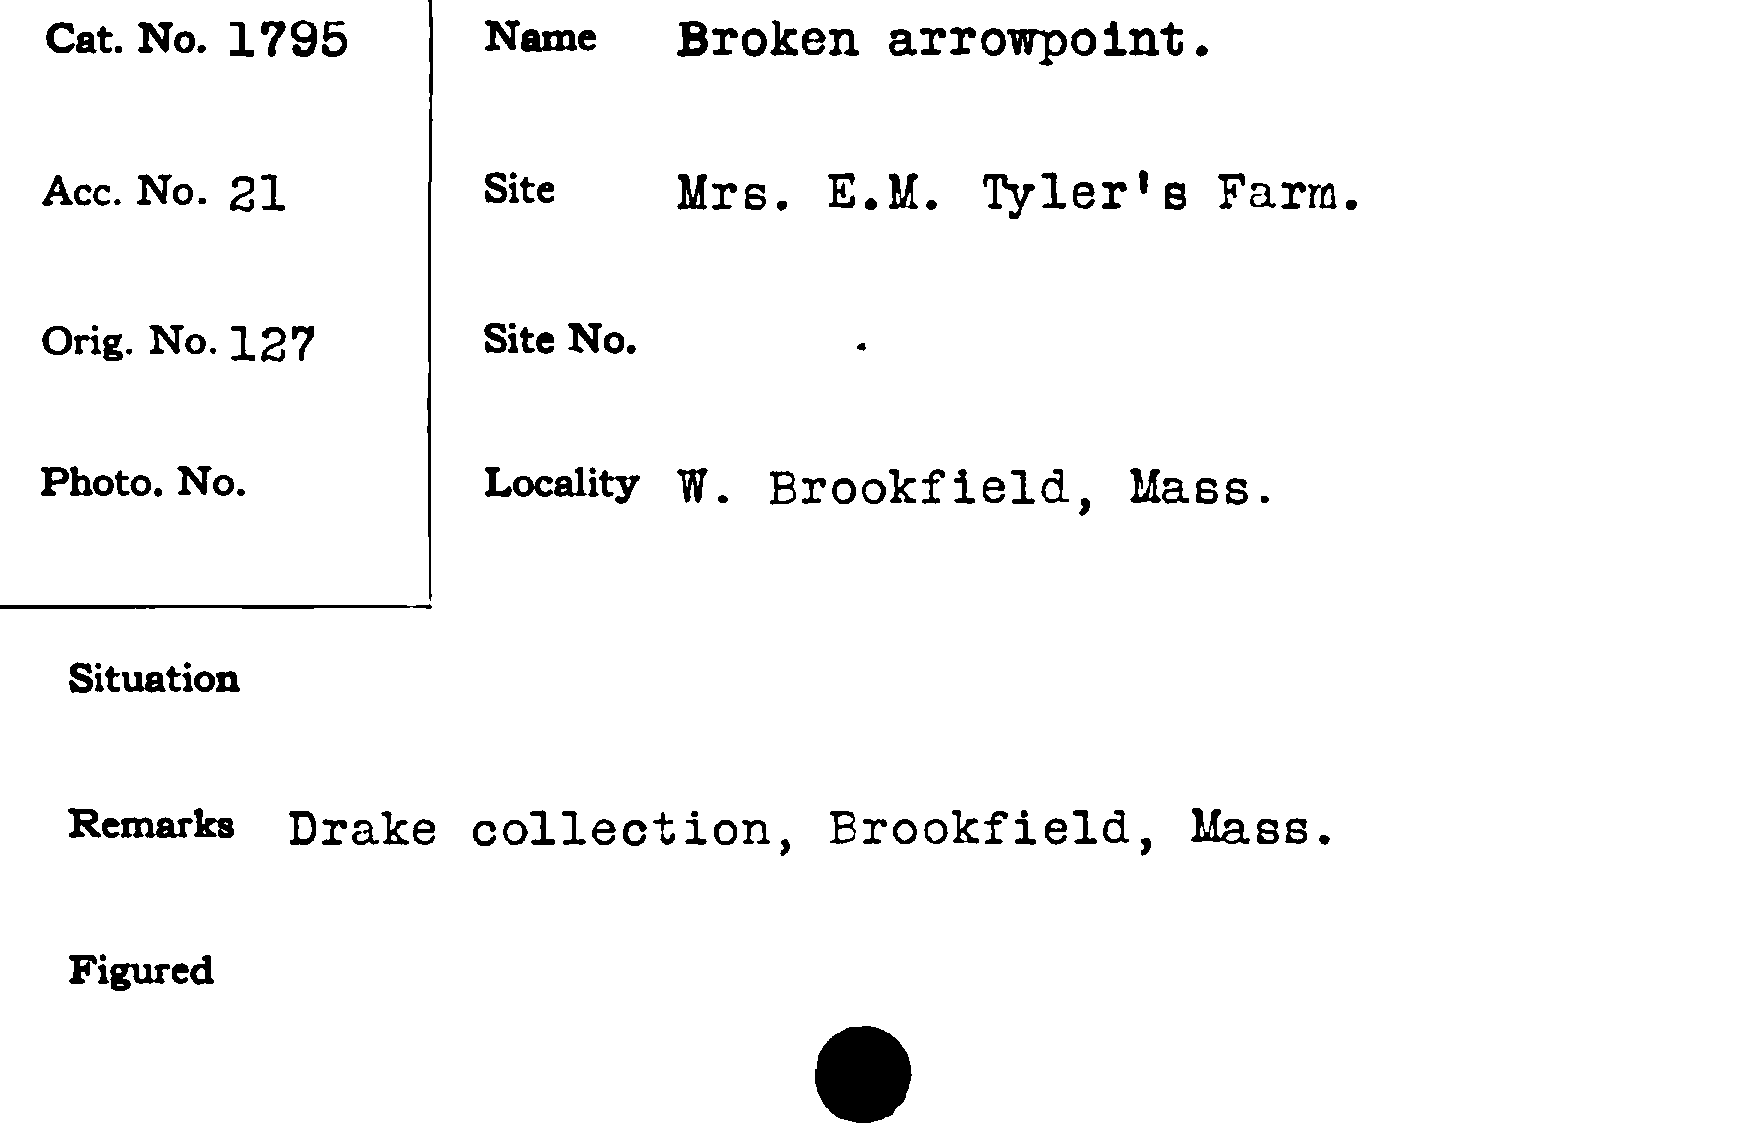 Cat. No. 1795
Name Broken arrowpoint.
Acc. No. 21
Site Mrs. E.M. Tyler's Farm.
Orig. No. 127
Site No.
Photo. No.
Locality W. Brookfield, Mass.
Situation
Remarks Drake collection, Brookfield, Mass.
Figured